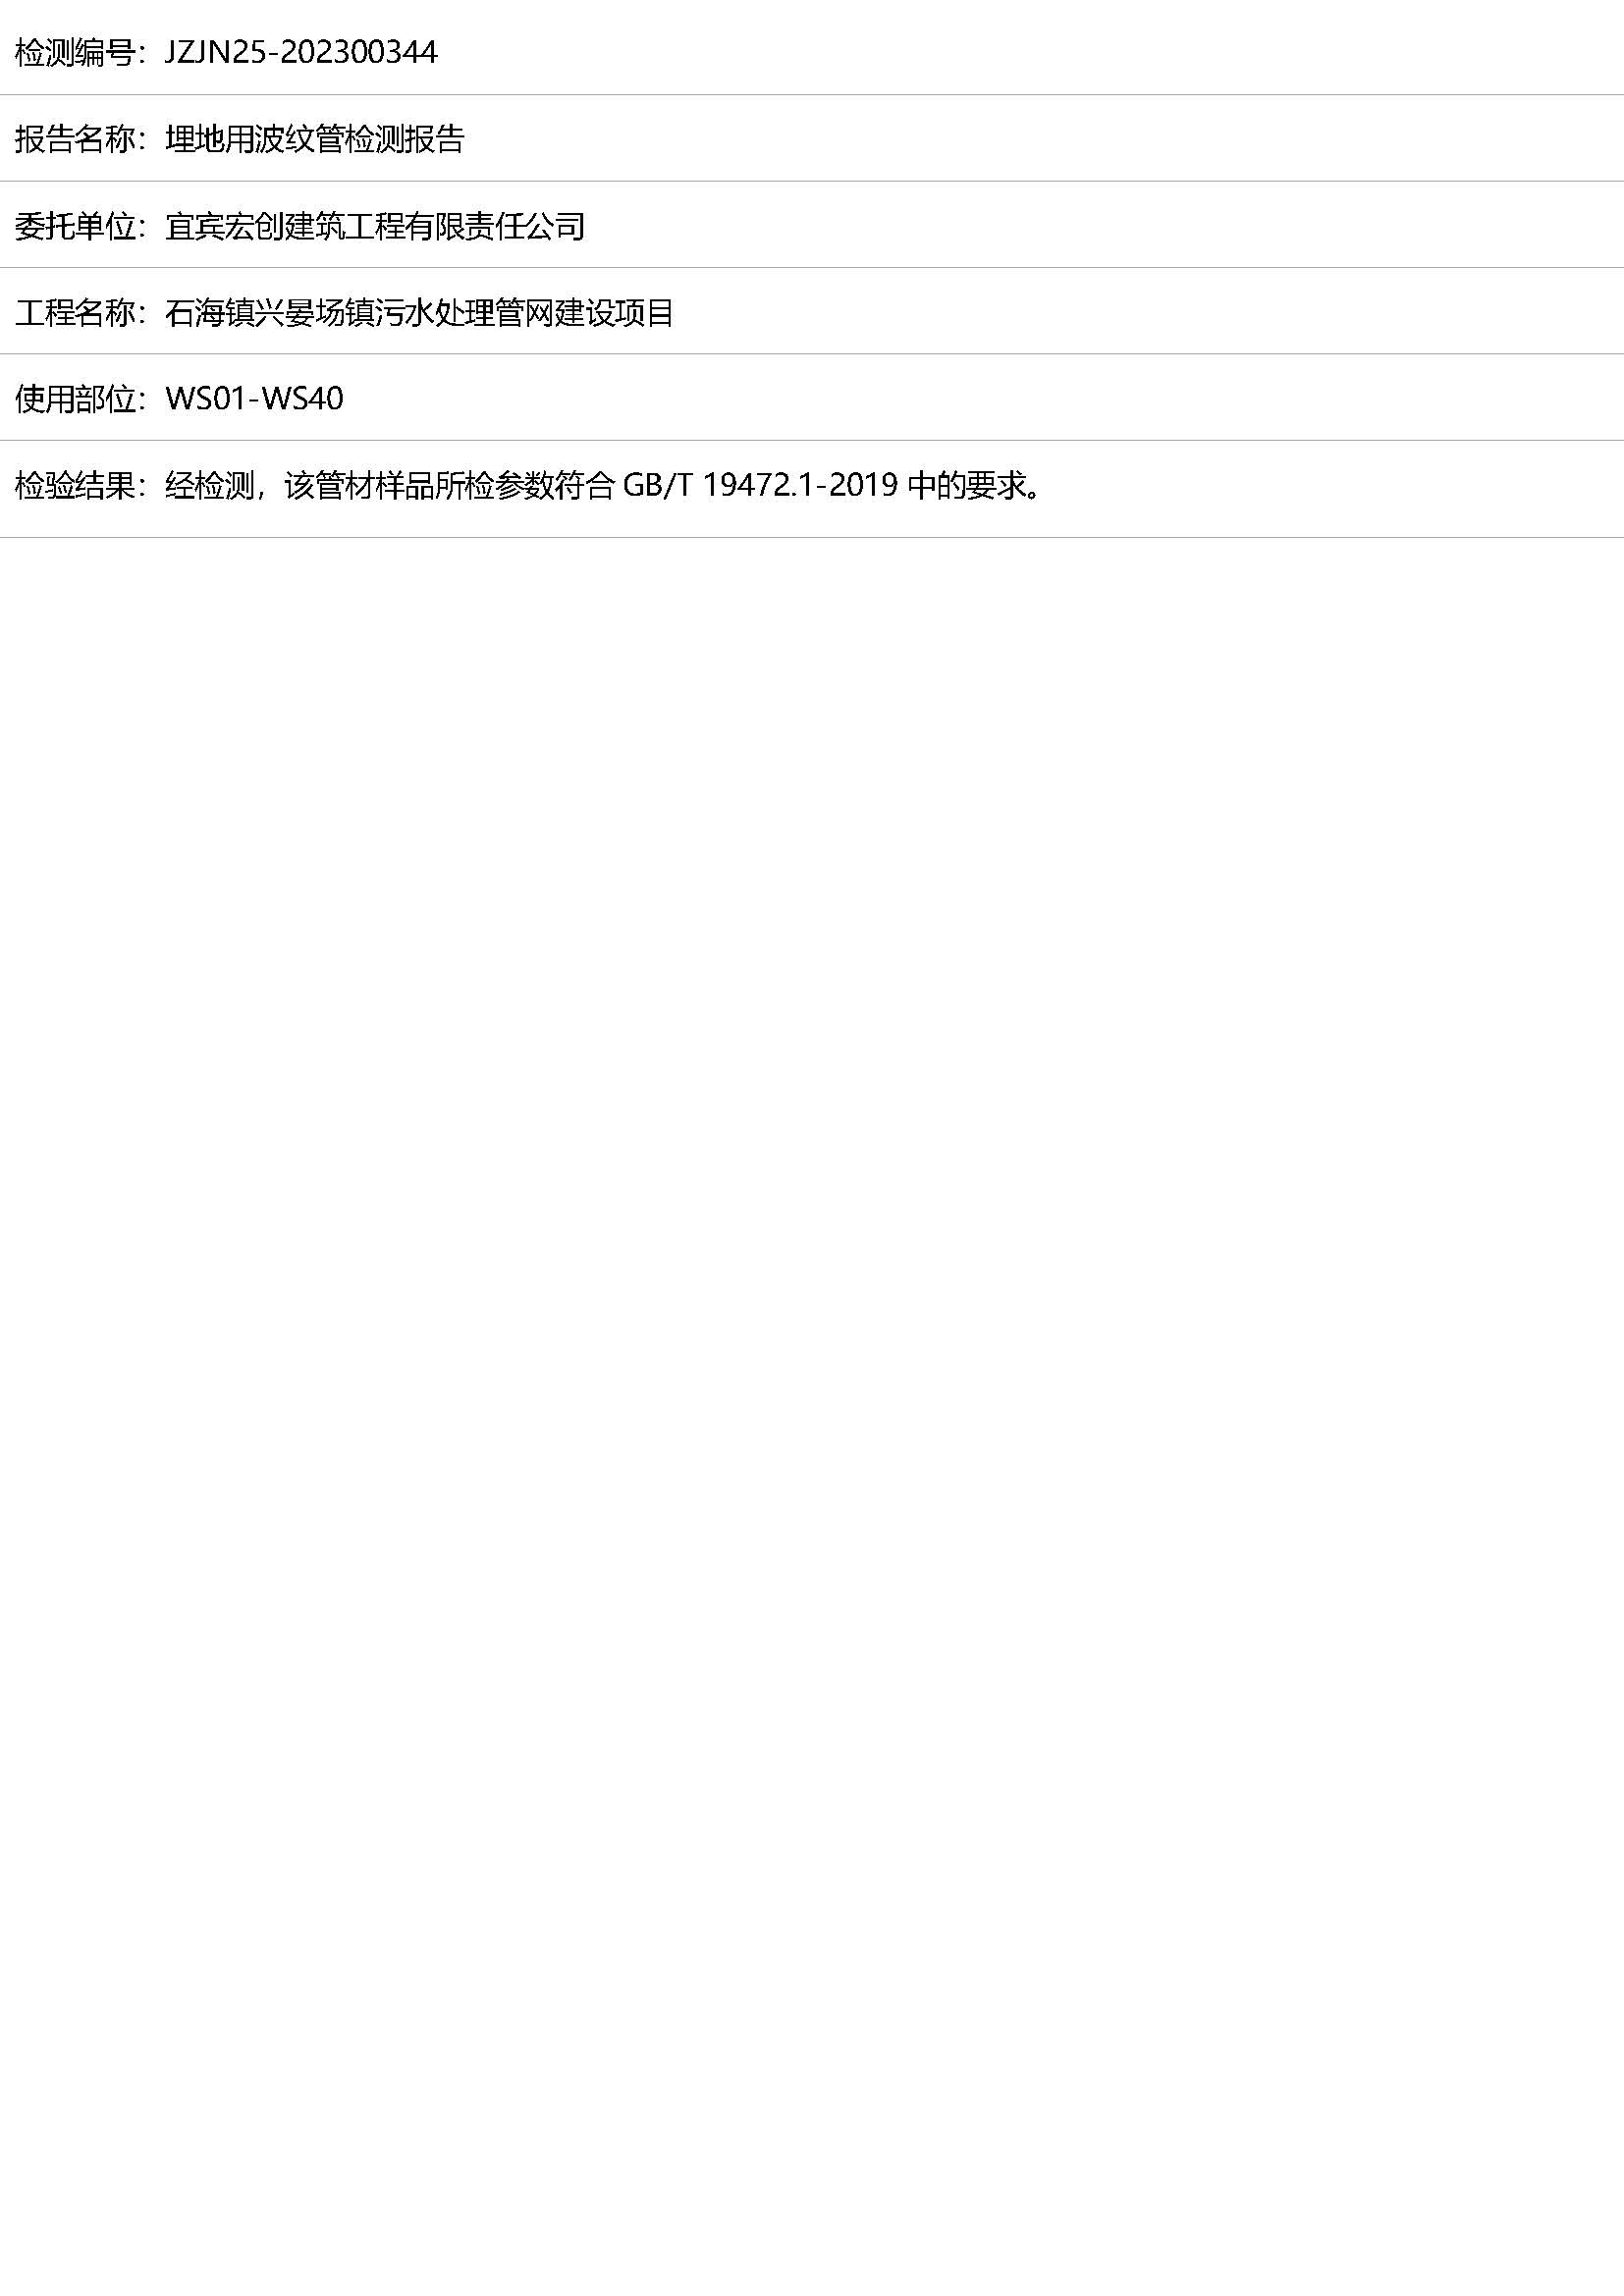 检测编号：JZJN25-202300344
报告名称：埋地用波纹管检测报告
委托单位：宜宾宏创建筑工程有限责任公司
工程名称：石海镇兴晏场镇污水处理管网建设项目
使用部位：WS01-WS40
检验结果：经检测，该管材样品所检参数符合 GB/T 19472.1-2019 中的要求。